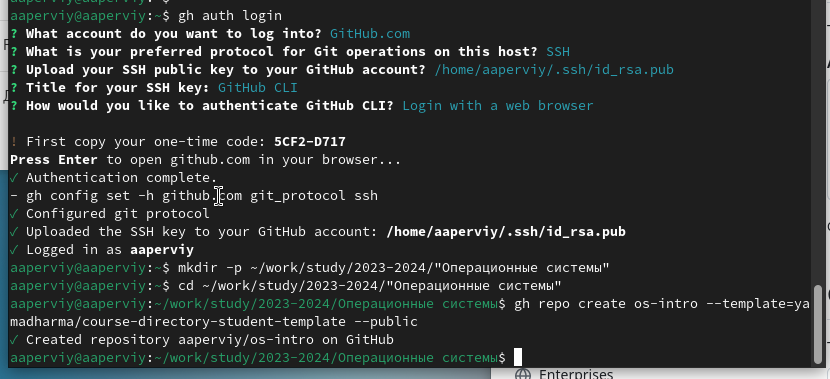 aaperviy@aaperviy:~$ gh auth login
? What account do you want to log into? GitHub.com
? What is your preferred protocol for Git operations on this host? SSH
? Upload your SSH public key to your GitHub account? /home/aaperviy/.ssh/id_rsa.pub
? Title for your SSH key: GitHub CLI
? How would you like to authenticate GitHub CLI? Login with a web browser
! First copy your one-time code: 5CF2-D717
Press Enter to open github.com in your browser...
✓ Authentication complete.
- gh config set -h github.com git_protocol ssh
✓ Configured git protocol
✓ Uploaded the SSH key to your GitHub account: /home/aaperviy/.ssh/id_rsa.pub
✓ Logged in as aaperviy
aaperviy@aaperviy:~$ mkdir -p ~/work/study/2023-2024/"Операционные системы"
aaperviy@aaperviy:~$ cd ~/work/study/2023-2024/"Операционные системы"
aaperviy@aaperviy:~/work/study/2023-2024/Операционные системы$ gh repo create os-intro --template=ya
madharma/course-directory-student-template --public
✓ Created repository aaperviy/os-intro on GitHub
aaperviy@aaperviy:~/work/study/2023-2024/Операционные системы$
Enterprises